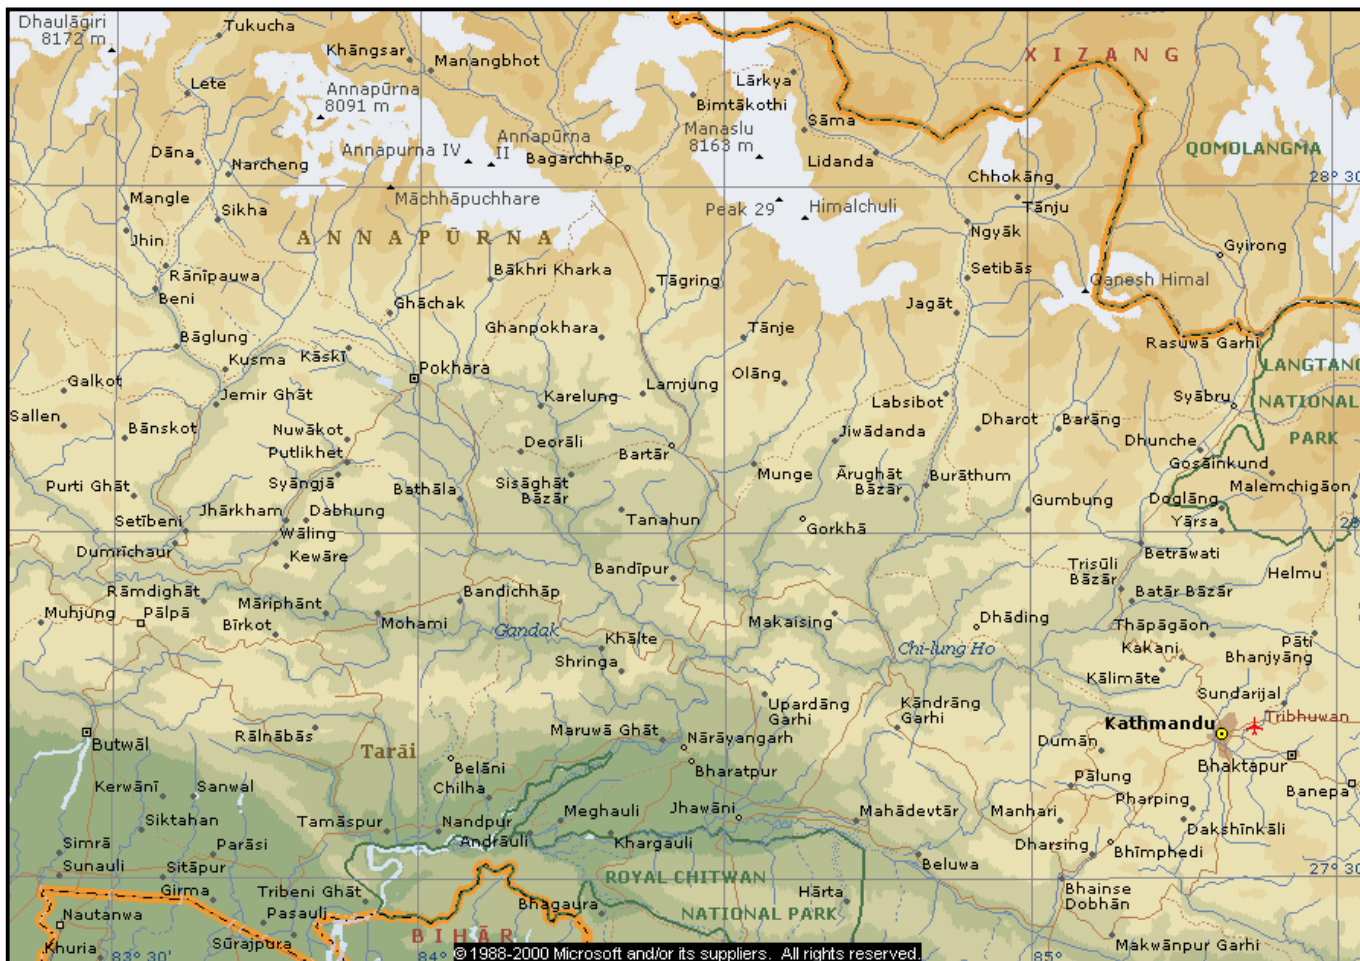 Dhaulāgiri
8172 m
Tukucha
Khāngsar
Manangbhot
XIZANG
Lārkya
Lete
Annapūrna
8091 m
Bimtākothi
Manaslu
8163 m
Sāma
Annapūrna
II
Annapurna IV
Bagarchhāp
Lidanda
QOMOLANGMA
Dāna
Narcheng
Chhokāng
28° 30
Mangle
Māchhāpuchhare
Peak 29
Himalchuli
Tānju
Sikha
Jhin
ANNAPŪRNA
Ngyāk
Gyirong
Rānīpauwa
Bākhri Kharka
Tāgring
Setibās
Ganesh Himal
Beni
Ghāchak
Jagāt
Ghanpokhara
Tānje
Bāglung
Rasuwā Garhi
Kusma
Kāskī
Pokhara
Olāng
LANGTANG
Galkot
Lamjung
Jemir Ghāt
Karelung
Labsibot
Syābru
NATIONAL
Sallen
Bānskot
Nuwākot
Deorāli
Jiwādanda
Dharot
Barāng
Dhunche
PARK
Putlikhet
Bartār
Gosāinkund
Purti Ghāt
Syāngjā
Bathāla
Sisāghāt
Bāzār
Munge
Ārughāt
Bāzār
Burāthum
Malemchigāon
Setībeni
Jhārkham
Dabhung
Tanahun
Gorkhā
Gumbung
Dogląng
Yārsa
28
Dumrīchaur
Wāling
Kewāre
Betrāwati
Bandīpur
Trisūli
Bāzār
Helmu
Rāmdighāt
Bandichhāp
Batār Bāzār
Muhjung
Pālpā
Māriphānt
Mohami
Makaising
Dhāding
Thāpāgāon
Bīrkot
Gandak
Khālte
Chi-lung Ho
Kakani
Pāti
Bhanjyāng
Shringa
Kālimāte
Upardāng
Garhi
Kāndrāng
Garhi
Sundarijal
Butwāl
Rālnābās
Tarāi
Maruwā Ghāt
Nārāyangarh
Kathmandu
Tribhuwan
Dumān
Belāni
Bharatpur
Bhaktapur
Kerwānī
Sanwal
Chilha
Pālung
Banepa
Siktahan
Tamāspur
Nandpur
Meghauli
Jhawāni
Mahādevtār
Manhari
Pharping
Simrā
Parāsi
Andrāuli
Khargauli
Dakshīnkāli
Sunauli
Sitāpur
Beluwa
Dharsing
Bhīmphedi
Girma
Tribeni Ghāt
ROYAL CHITWAN
Hārta
27° 30
Nautanwa
Pasauli
Bhagaura
NATIONAL PARK
Bhainse
Dobhān
Khuria
Sūrajpura
BIHĀR
Makwānpur Garhi
83° 30'
84°
85°
© 1988-2000 Microsoft and/or its suppliers. All rights reserved.